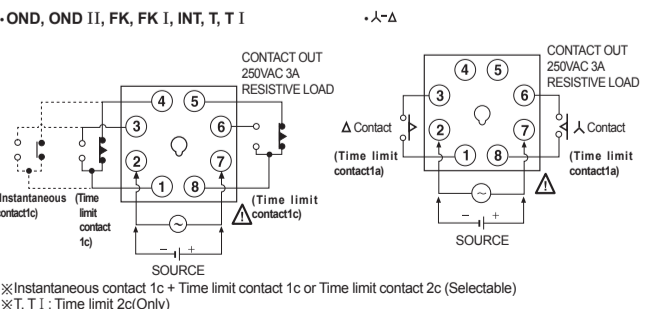 •OND, OND II, FK, FK I, INT, T, T I
•⅄-Δ
CONTACT OUT
250VAC 3A
RESISTIVE LOAD
4 5
3 6
2 7
1 8
Instantaneous
contact1c)
(Time
limit
contact
1c)
(Time limit
contact1c)
!
~
− +
SOURCE
CONTACT OUT
250VAC 3A
RESISTIVE LOAD
4 5
3 6
2 7
1 8
Δ Contact
(Time limit
contact1a)
⅄ Contact
(Time limit
contact1a)
!
~
− +
SOURCE
※Instantaneous contact 1c + Time limit contact 1c or Time limit contact 2c (Selectable)
※T, T I : Time limit 2c(Only)